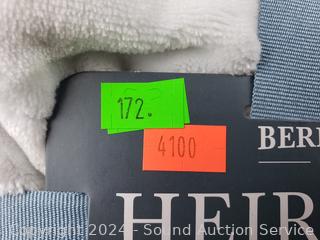 172.
4100
BER
HEIR
Copyright 2024 - Sound Auction Service